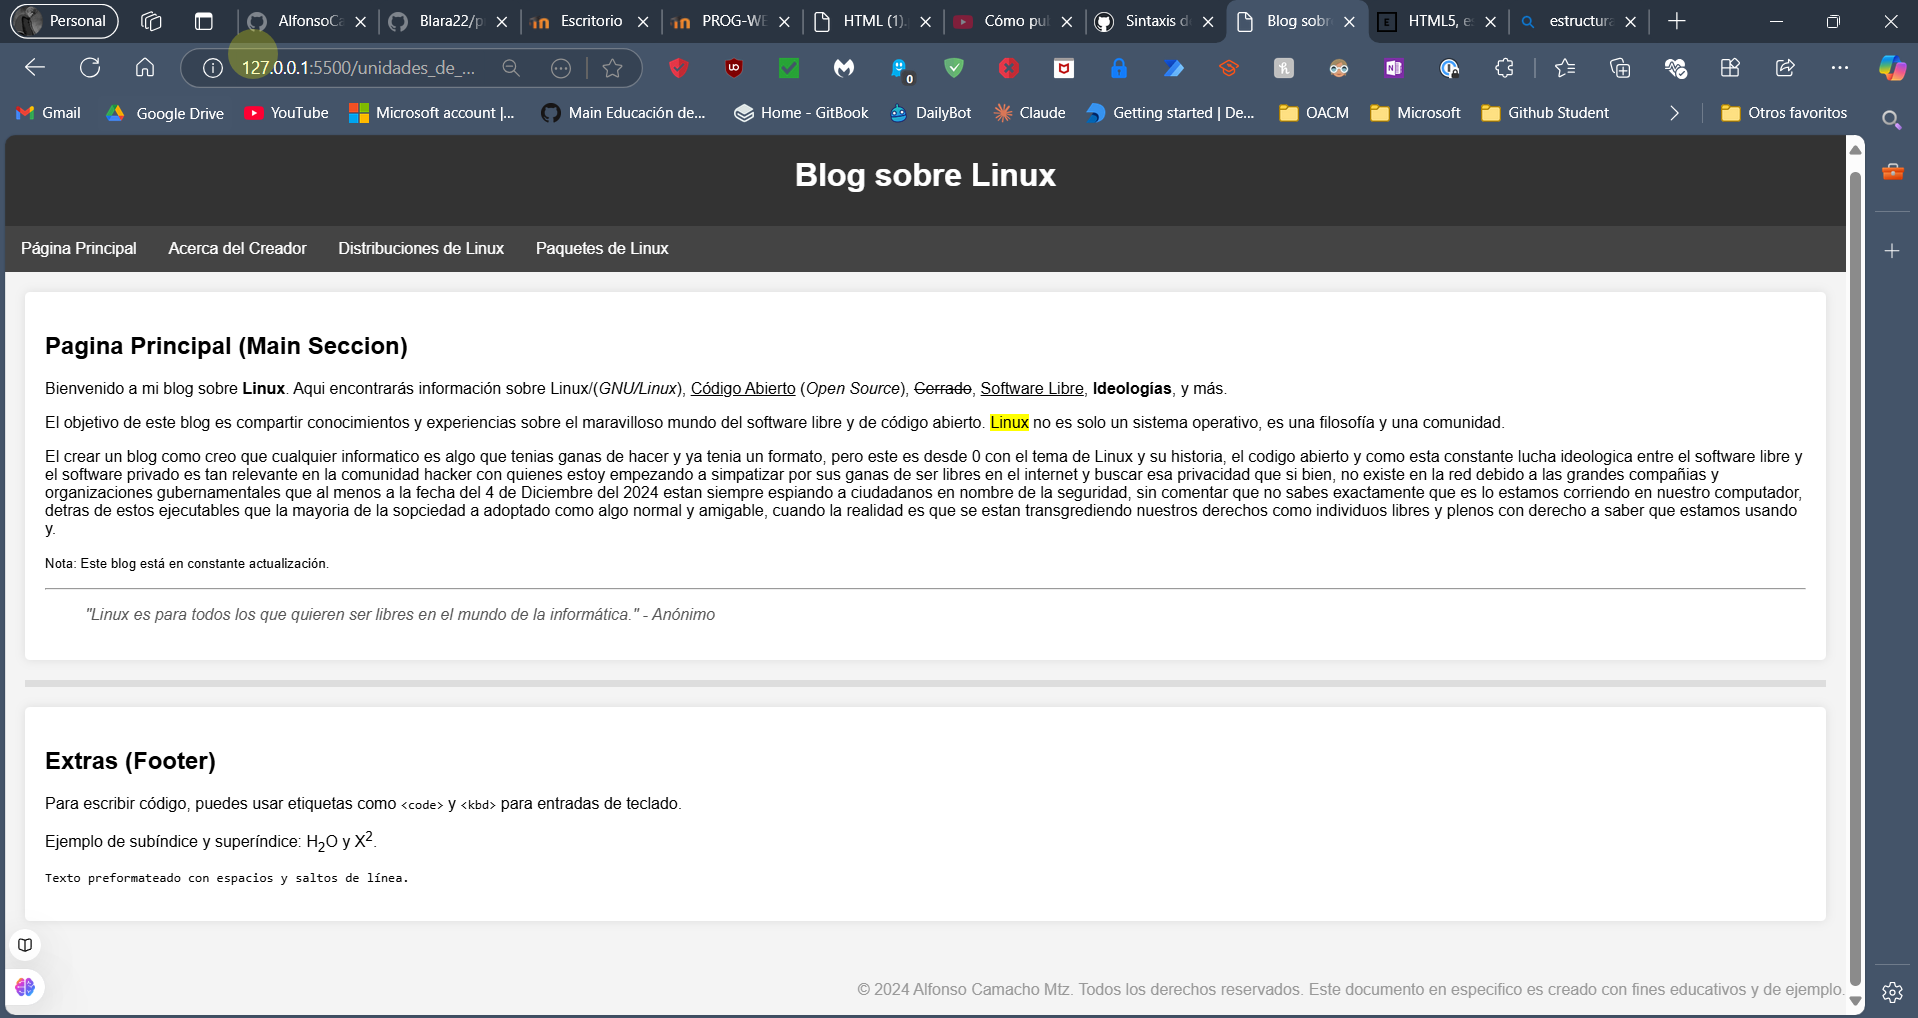 Personal
AlfonsoCa
Blara22/p
Escritorio
PROG-WE
HTML (1).
Cómo pu
Sintaxis d
Blog sobr
HTML5, e
estructura
127.0.0.1:5500/unidades_de_...
Gmail
Google Drive
YouTube
Microsoft account |...
Main Educación de...
Home - GitBook
DailyBot
Claude
Getting started | De...
OACM
Microsoft
Github Student
Otros favoritos
Blog sobre Linux
Página Principal
Acerca del Creador
Distribuciones de Linux
Paquetes de Linux
Pagina Principal (Main Seccion)
Bienvenido a mi blog sobre Linux. Aqui encontrarás información sobre Linux/(GNU/Linux), Código Abierto (Open Source), Cerrado, Software Libre, Ideologías, y más.
El objetivo de este blog es compartir conocimientos y experiencias sobre el maravilloso mundo del software libre y de código abierto. Linux no es solo un sistema operativo, es una filosofía y una comunidad.
El crear un blog como creo que cualquier informatico es algo que tenias ganas de hacer y ya tenia un formato, pero este es desde 0 con el tema de Linux y su historia, el codigo abierto y como esta constante lucha ideologica entre el software libre y
el software privado es tan relevante en la comunidad hacker con quienes estoy empezando a simpatizar por sus ganas de ser libres en el internet y buscar esa privacidad que si bien, no existe en la red debido a las grandes compañias y
organizaciones gubernamentales que al menos a la fecha del 4 de Diciembre del 2024 estan siempre espiando a ciudadanos en nombre de la seguridad, sin comentar que no sabes exactamente que es lo estamos corriendo en nuestro computador,
detras de estos ejecutables que la mayoria de la sopciedad a adoptado como algo normal y amigable, cuando la realidad es que se estan transgrediendo nuestros derechos como individuos libres y plenos con derecho a saber que estamos usando
y.
Nota: Este blog está en constante actualización.
"Linux es para todos los que quieren ser libres en el mundo de la informática." - Anónimo
Extras (Footer)
Para escribir código, puedes usar etiquetas como <code> y <kbd> para entradas de teclado.
Ejemplo de subíndice y superíndice: H₂O y X².
Texto preformateado con espacios y saltos de línea.
© 2024 Alfonso Camacho Mtz. Todos los derechos reservados. Este documento en especifico es creado con fines educativos y de ejemplo.